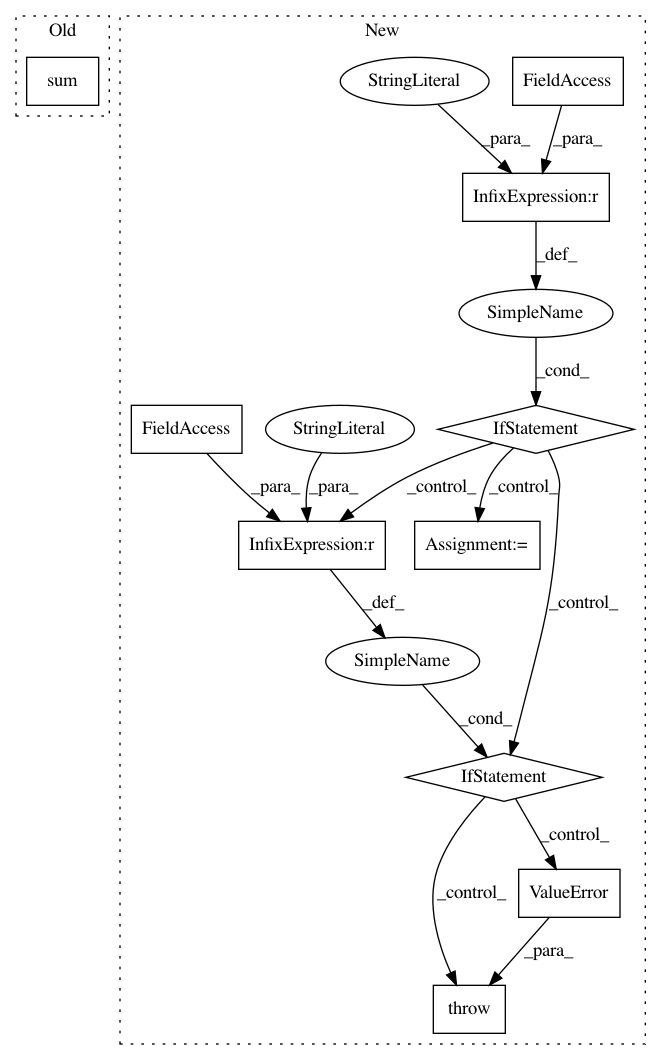 Old
New
sum
StringLiteral
FieldAccess
_para_
_para_
InfixExpression:r
_def_
SimpleName
_cond_
FieldAccess
StringLiteral
IfStatement
_para_
_para_
_control_
_control_
InfixExpression:r
Assignment:=
_control_
_def_
SimpleName
_cond_
IfStatement
_control_
_control_
ValueError
_para_
throw